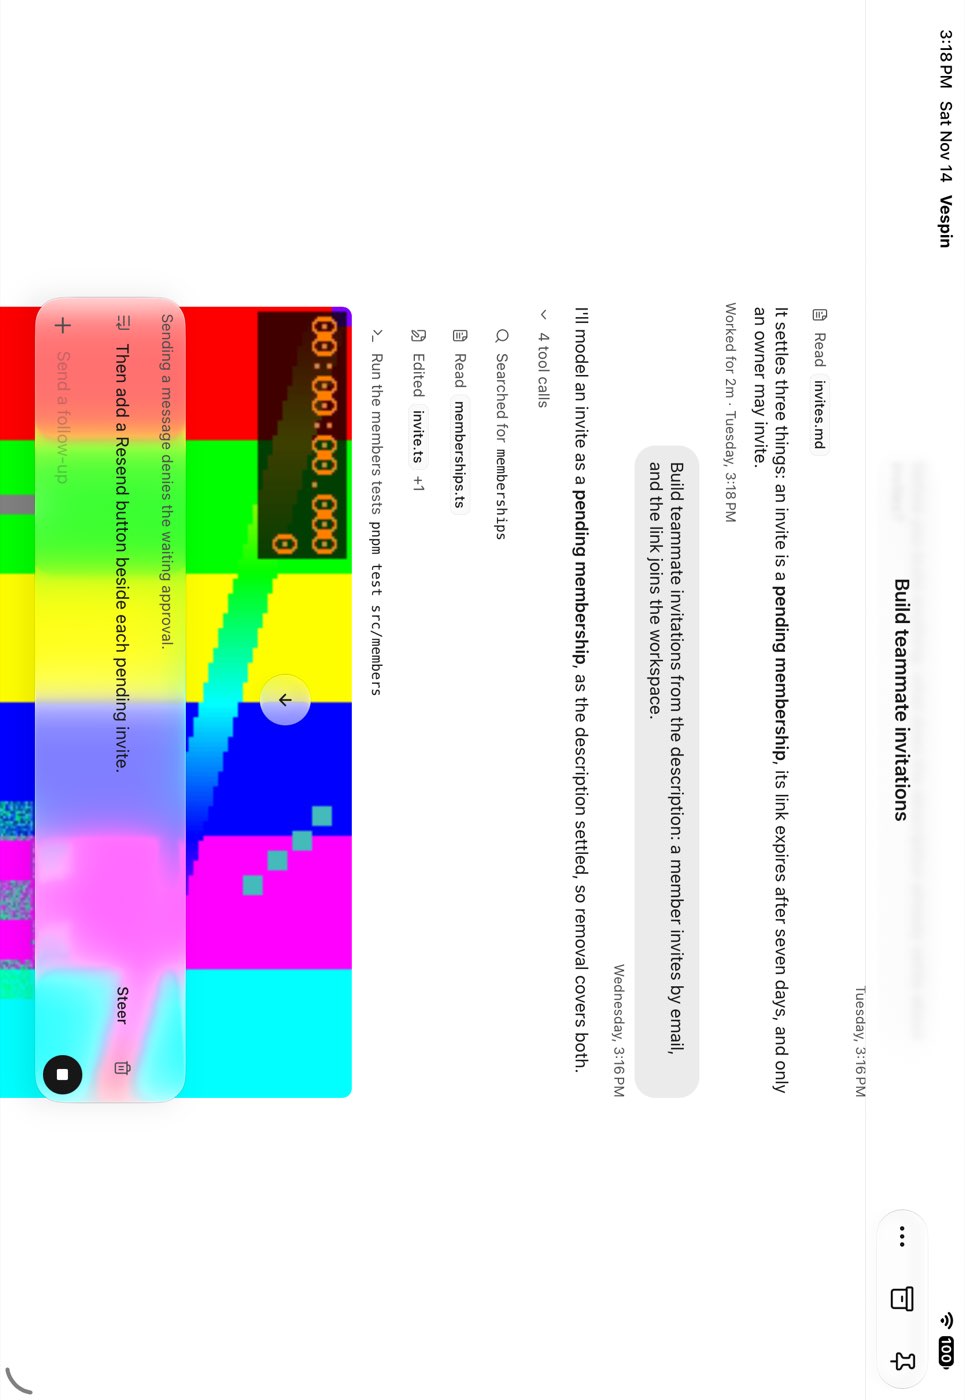 3:18 PM Sat Nov 14 Vespin
100
Build teammate invitations
Tuesday, 3:16 PM
Read invites.md
It settles three things: an invite is a pending membership, its link expires after seven days, and only
an owner may invite.
Worked for 2m · Tuesday, 3:18 PM
Build teammate invitations from the description: a member invites by email,
and the link joins the workspace.
Wednesday, 3:16 PM
I'll model an invite as a pending membership, as the description settled, so removal covers both.
4 tool calls
Searched for memberships
Read memberships.ts
Edited invite.ts +1
Run the members tests pnpm test src/members
00:00:00.000
0
Sending a message denies the waiting approval.
Then add a Resend button beside each pending invite.
Steer
Send a follow-up